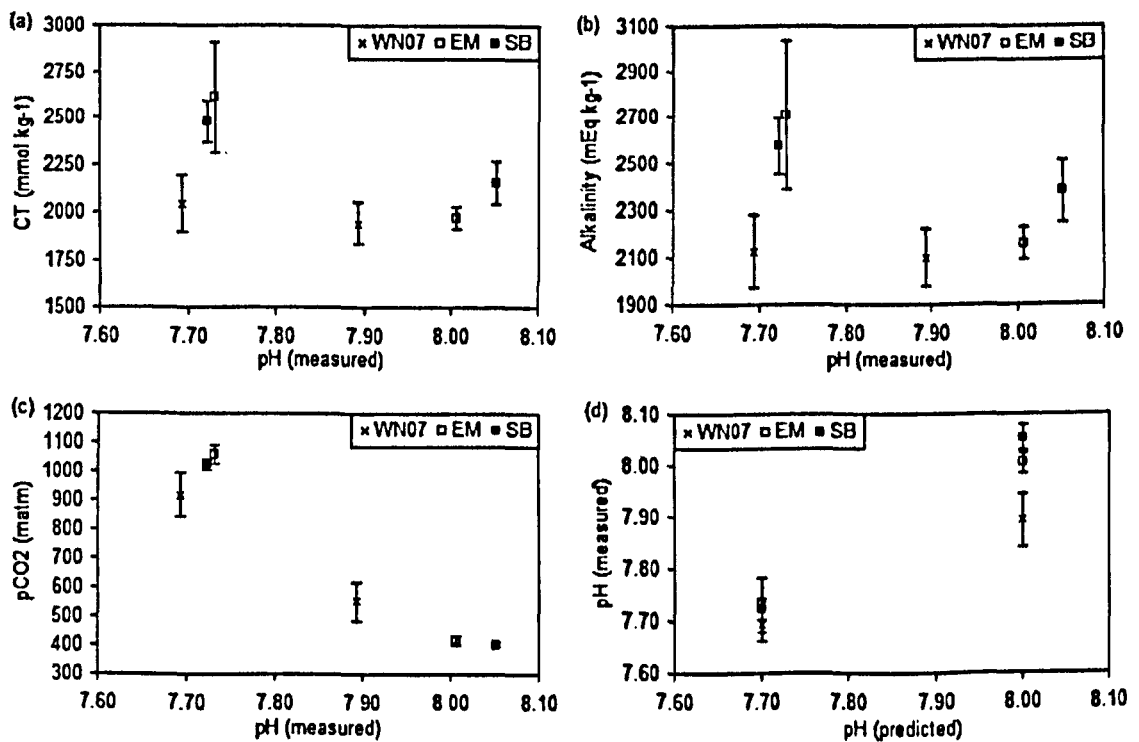 (a)
× WN07 □ EM ■ SB
3000
2750
2500
2250
2000
1750
1500
CT (mmol kg-1)
7.60 7.70 7.80 7.90 8.00 8.10
pH (measured)
(b)
× WN07 □ EM ■ SB
3100
2900
2700
2500
2300
2100
1900
Alkalinity (mEq kg-1)
7.60 7.70 7.80 7.90 8.00 8.10
pH (measured)
(c)
× WN07 □ EM ■ SB
1200
1100
1000
900
800
700
600
500
400
300
pCO2 (matm)
7.60 7.70 7.80 7.90 8.00 8.10
pH (measured)
(d)
× WN07 □ EM ■ SB
8.10
8.00
7.90
7.80
7.70
7.60
pH (measured)
7.60 7.70 7.80 7.90 8.00 8.10
pH (predicted)